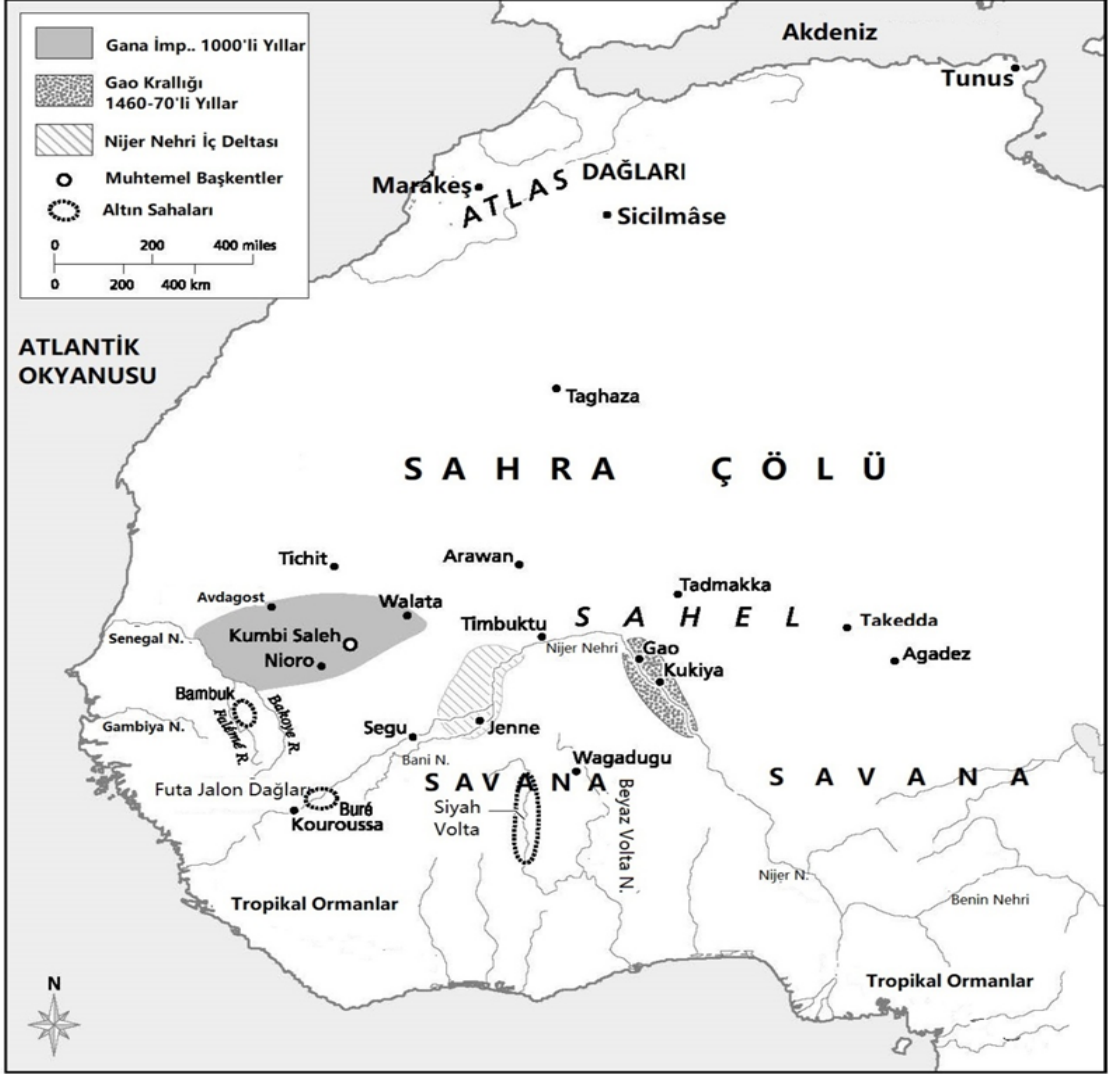 Gana İmp.. 1000'li Yıllar
Gao Krallığı
1460-70'li Yıllar
Nijer Nehri İç Deltası
Muhtemel Başkentler
Altın Sahaları
0 200 400 miles
0 200 400 km
Akdeniz
Tunus
Marakeş
ATLAS DAĞLARI
Sicilmâse
ATLANTİK
OKYANUSU
Taghaza
SAHRA ÇÖLÜ
Tichit
Arawan
Avdagost
Walata
Tadmakka
SAHEL
Takedda
Senegal N.
Kumbi Saleh
Timbuktu
Nijer Nehri
Gao
Agadez
Nioro
Kukiya
Bambuk
Falémé R.
Bakoye R.
Gambiya N.
Segu
Jenne
Bani N.
Wagadugu
SAVANA
SAVANA
Futa Jalon Dağları
Buré
Kouroussa
Siyah
Volta
Beyaz Volta N.
Nijer N.
Benin Nehri
Tropikal Ormanlar
Tropikal Ormanlar
N